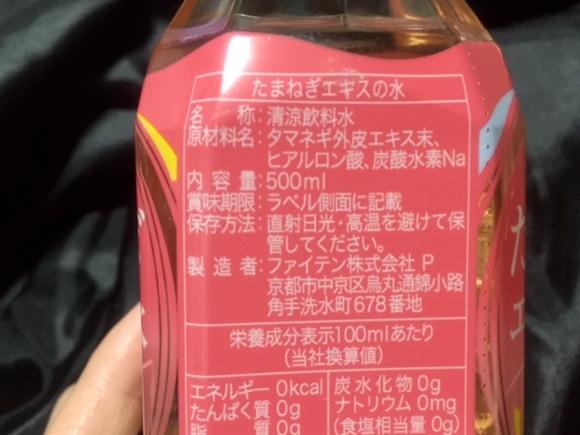 たまねぎエキスの水
名　称：清涼飲料水
原材料名：タマネギ外皮エキス末、
ヒアルロン酸、炭酸水素Na
内容量：500ml
賞味期限：ラベル側面に記載
保存方法：直射日光・高温を避けて保
管してください。
製造者：ファイテン株式会社 P
京都市中京区烏丸通錦小路
角手洗水町678番地
栄養成分表示100mlあたり
(当社換算値)
エネルギー 0kcal
たんぱく質 0g
脂　質 0g
炭水化物 0g
ナトリウム 0mg
(食塩相当量 0g)
た
エ